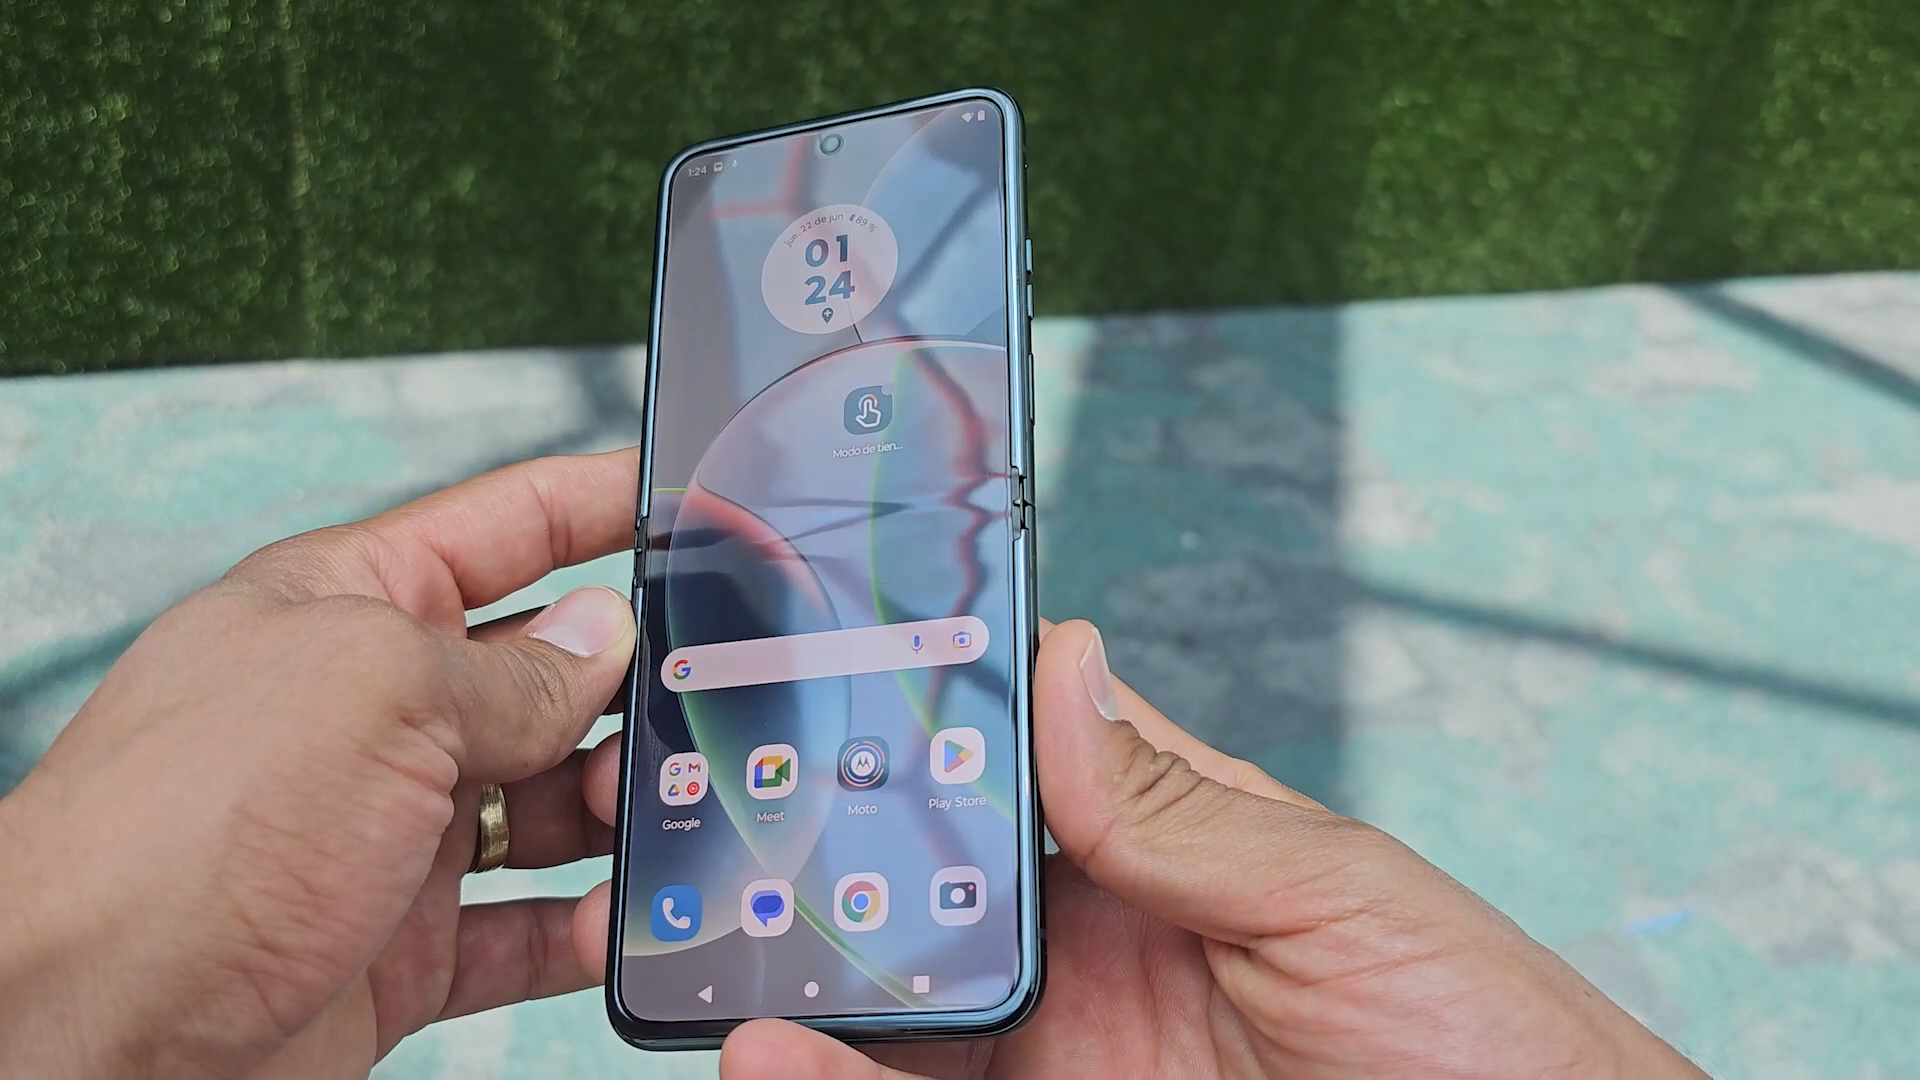 1:24
jue, 22 de jun 89%
01
24
Modo de tien...
Google
Meet
Moto
Play Store